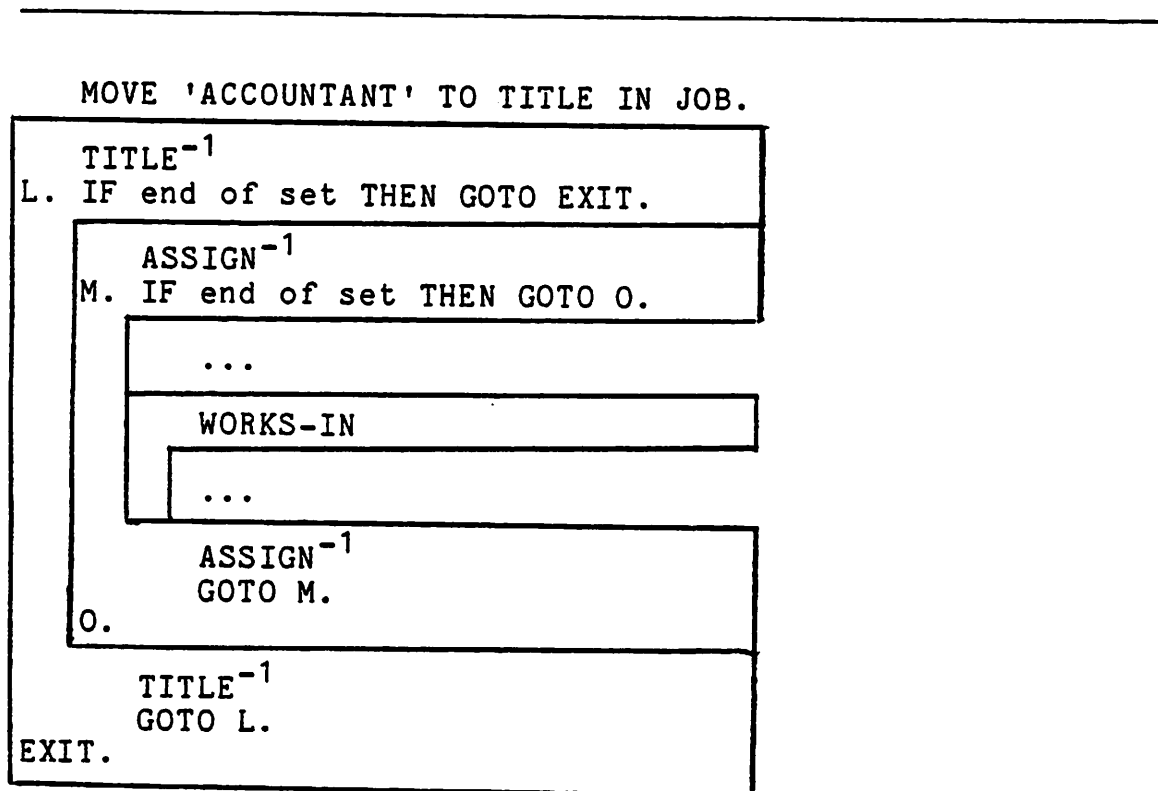 MOVE 'ACCOUNTANT' TO TITLE IN JOB.
TITLE⁻¹
L. IF end of set THEN GOTO EXIT.
ASSIGN⁻¹
M. IF end of set THEN GOTO O.
...
WORKS-IN
...
ASSIGN⁻¹
GOTO M.
O.
TITLE⁻¹
GOTO L.
EXIT.